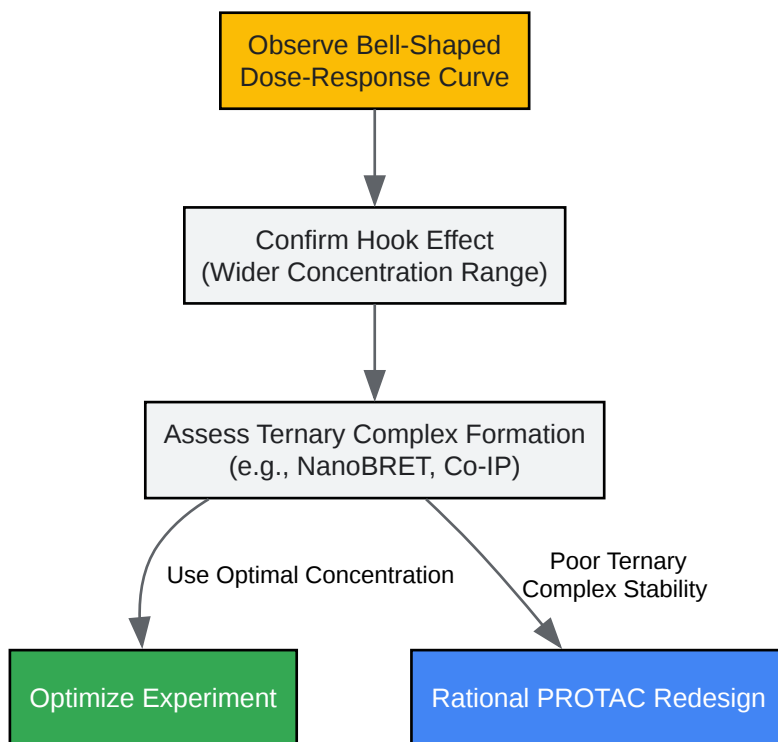 Observe Bell-Shaped
Dose-Response Curve
Confirm Hook Effect
(Wider Concentration Range)
Assess Ternary Complex Formation
(e.g., NanoBRET, Co-IP)
Use Optimal Concentration
Poor Ternary
Complex Stability
Optimize Experiment
Rational PROTAC Redesign